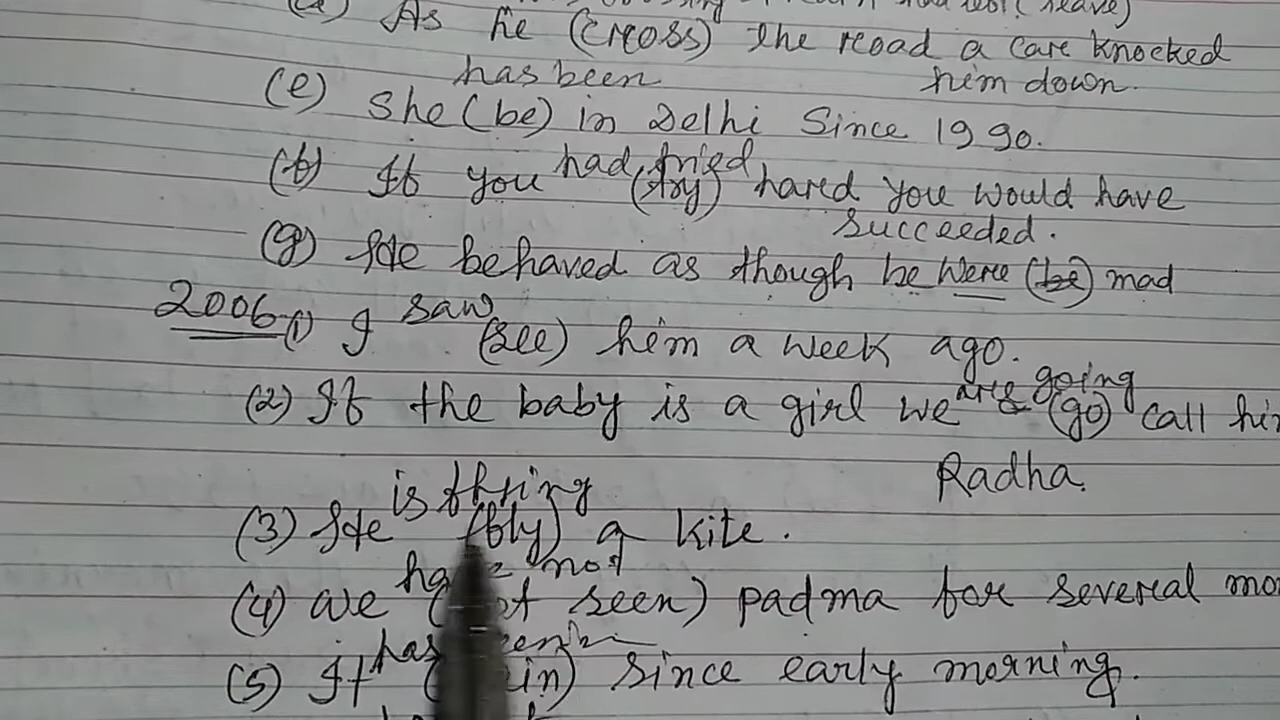 As he (cross) the road a car knocked
has been him down.
(e) She (be) in Delhi Since 1990.
had tried
(f) If you (try) hard you would have
succeeded.
(g) He behaved as though he were (be) mad
2006 (1) I saw (see) him a week ago.
are going
(2) If the baby is a girl we (go) call
Radha.
(3) He (fly) a kite.
not
(4) We seen) padma for several
has
(5) It since early morning.